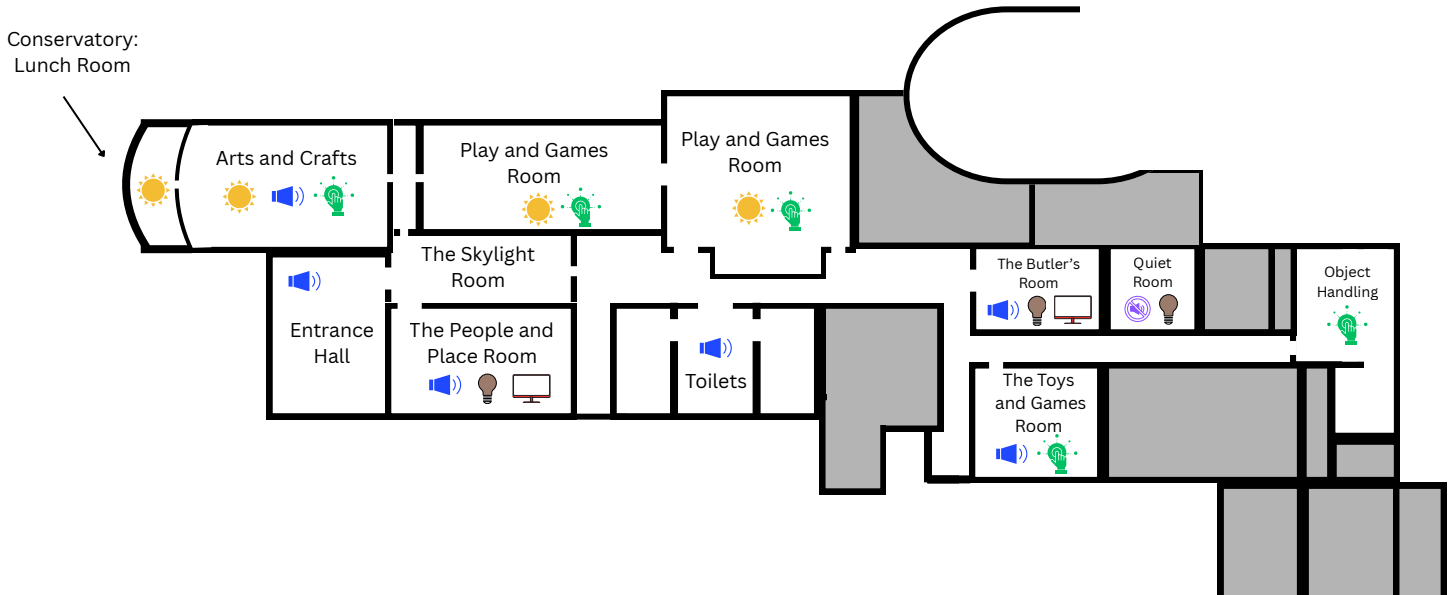 Conservatory:
Lunch Room
Arts and Crafts
Play and Games
Room
Play and Games
Room
The Skylight
Room
Entrance
Hall
The People and
Place Room
Toilets
The Butler's
Room
Quiet
Room
Object
Handling
The Toys
and Games
Room